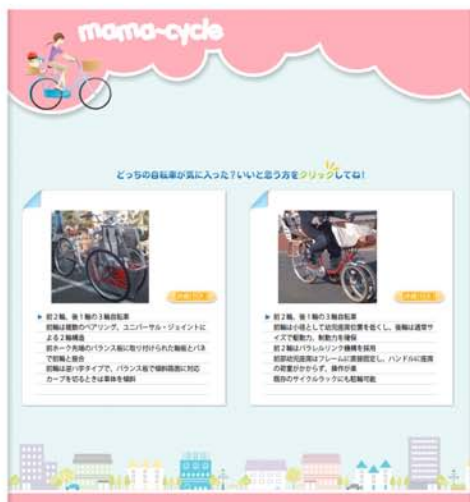 mama-cycle
どっちの自転車が気に入った?いいと思う方をクリックしてね!
前2輪、後1輪の3輪自転車
前輪は複数のベアリング、ユニバーサル・ジョイントに
よる2輪構造
前ホーク先端のバランス板に取り付けられた軸板とバネ
で前輪と接合
前輪は逆ハ字タイプで、バランス板で傾斜路面に対応
カーブを切るときは車体を傾斜
前2輪、後1輪の3輪自転車
前輪は小径として幼児座席位置を低くし、後輪は通常サ
イズで駆動力、制動力を確保
前2輪はパラレルリンク機構を採用
前部幼児座席はフレームに直接固定し、ハンドルに座席
の荷重がかからず、操作が楽
既存のサイクルラックにも駐輪可能